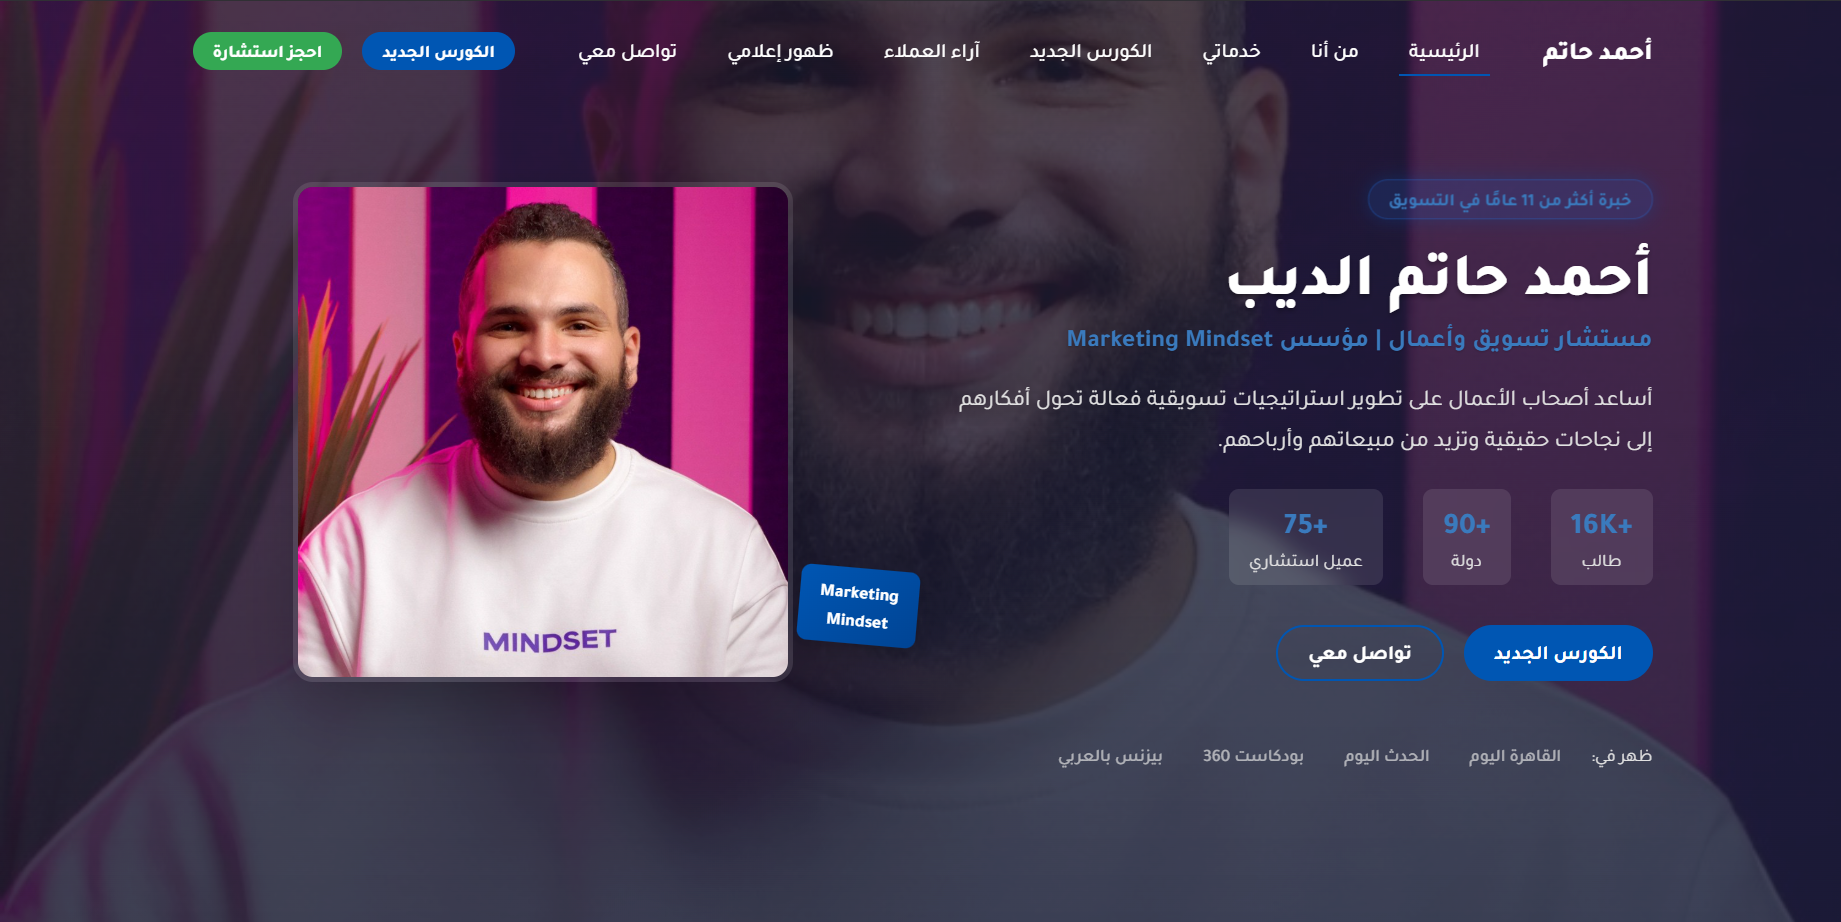 أحمد حاتم
الرئيسية
من أنا
خدماتي
الكورس الجديد
آراء العملاء
ظهور إعلامي
تواصل معي
الكورس الجديد
احجز استشارة
خبرة أكثر من 11 عامًا في التسويق
أحمد حاتم الديب
مستشار تسويق وأعمال | مؤسس Marketing Mindset
أساعد أصحاب الأعمال على تطوير استراتيجيات تسويقية فعالة تحول أفكارهم
إلى نجاحات حقيقية وتزيد من مبيعاتهم وأرباحهم.
16K+
طالب
90+
دولة
75+
عميل استشاري
الكورس الجديد
تواصل معي
ظهر في:
القاهرة اليوم
الحدث اليوم
بودكاست 360
بيزنس بالعربي
Marketing
Mindset
MINDSET